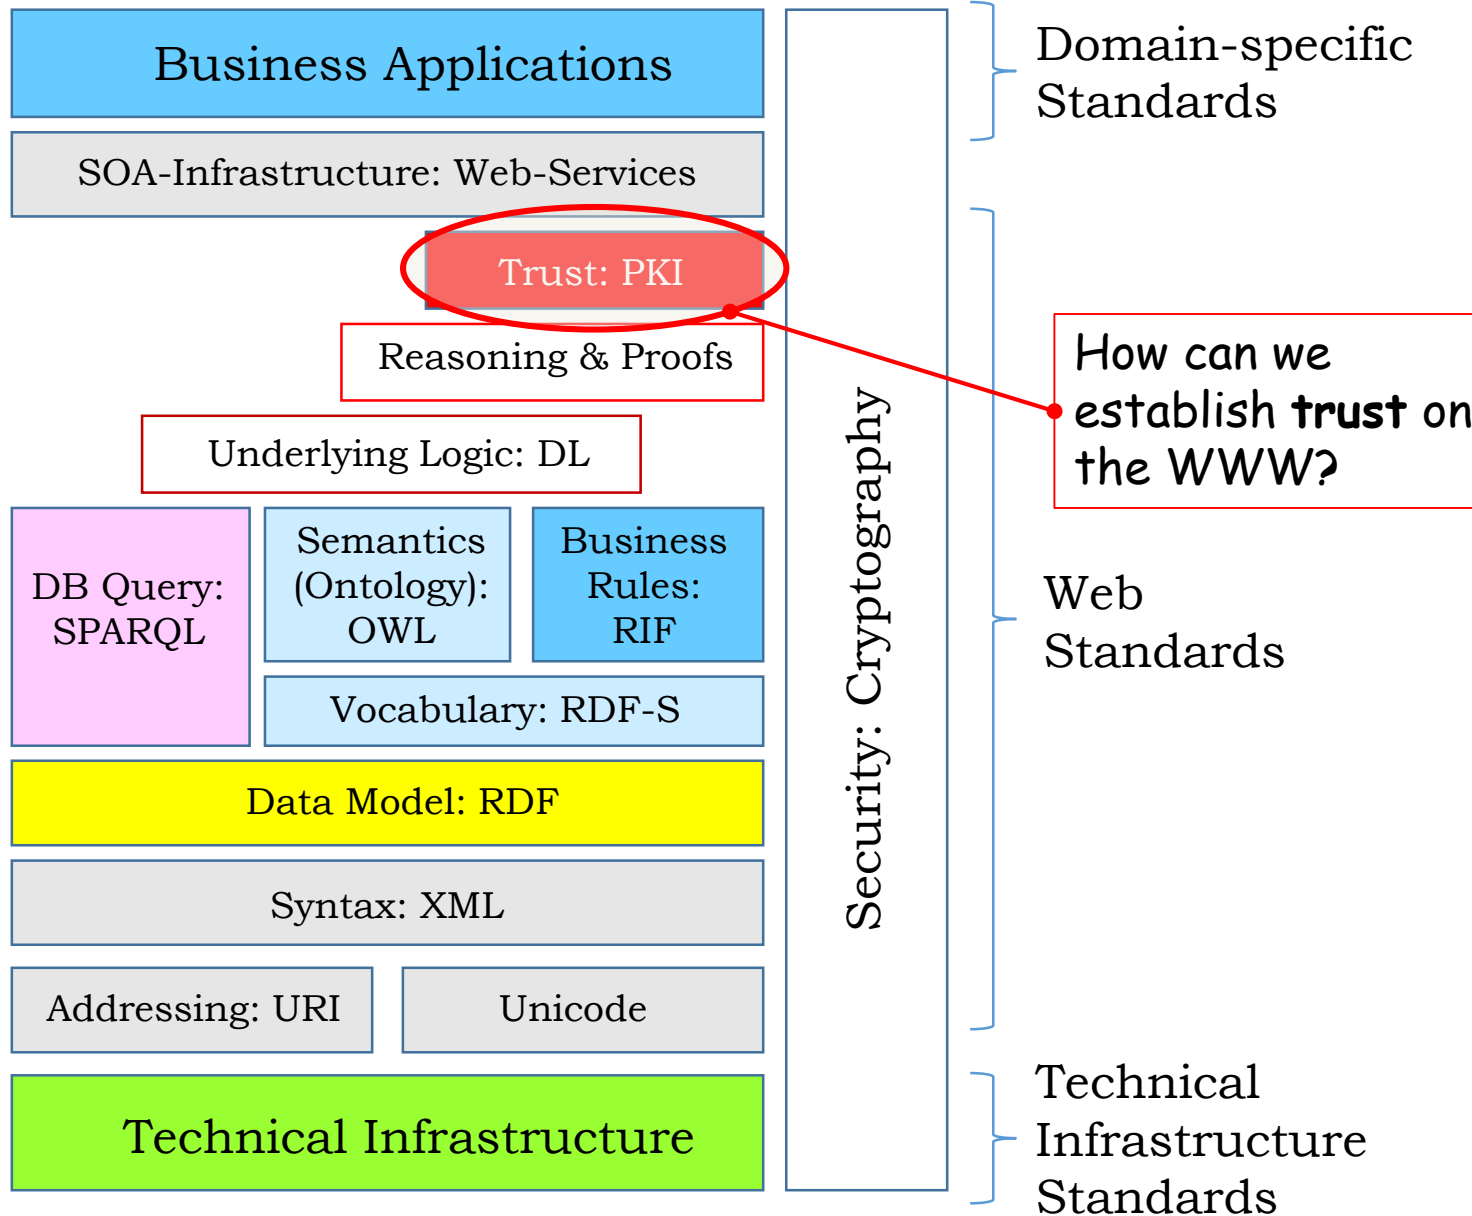 Business Applications
SOA-Infrastructure: Web-Services
Trust: PKI
Reasoning & Proofs
Underlying Logic: DL
DB Query:
SPARQL
Semantics
(Ontology):
OWL
Business
Rules:
RIF
Vocabulary: RDF-S
Data Model: RDF
Syntax: XML
Addressing: URI
Unicode
Technical Infrastructure
Security: Cryptography
Domain-specific
Standards
How can we
establish trust on
the WWW?
Web
Standards
Technical
Infrastructure
Standards